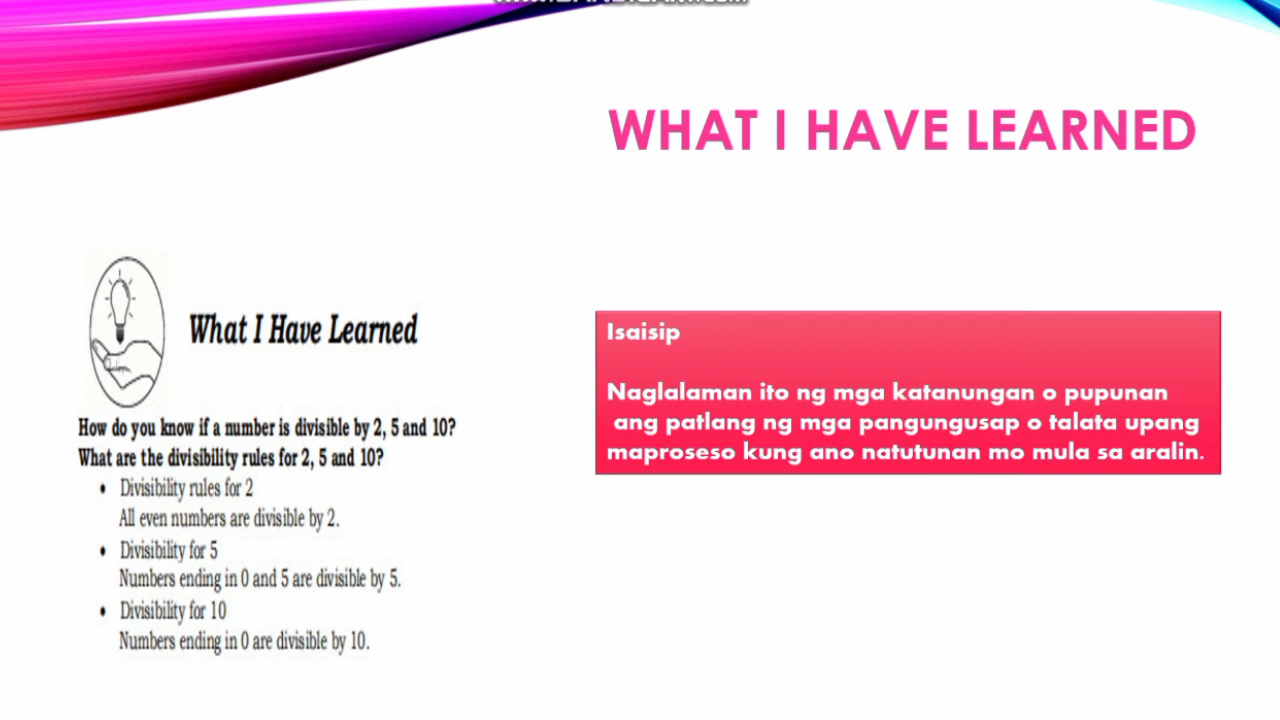 WHAT I HAVE LEARNED
What I Have Learned
How do you know if a number is divisible by 2, 5 and 10?
What are the divisibility rules for 2, 5 and 10?
• Divisibility rules for 2
All even numbers are divisible by 2.
• Divisibility for 5
Numbers ending in 0 and 5 are divisible by 5.
• Divisibility for 10
Numbers ending in 0 are divisible by 10.
Isaisip
Naglalaman ito ng mga katanungan o pupunan
ang patlang ng mga pangungusap o talata upang
maproseso kung ano natutunan mo mula sa aralin.